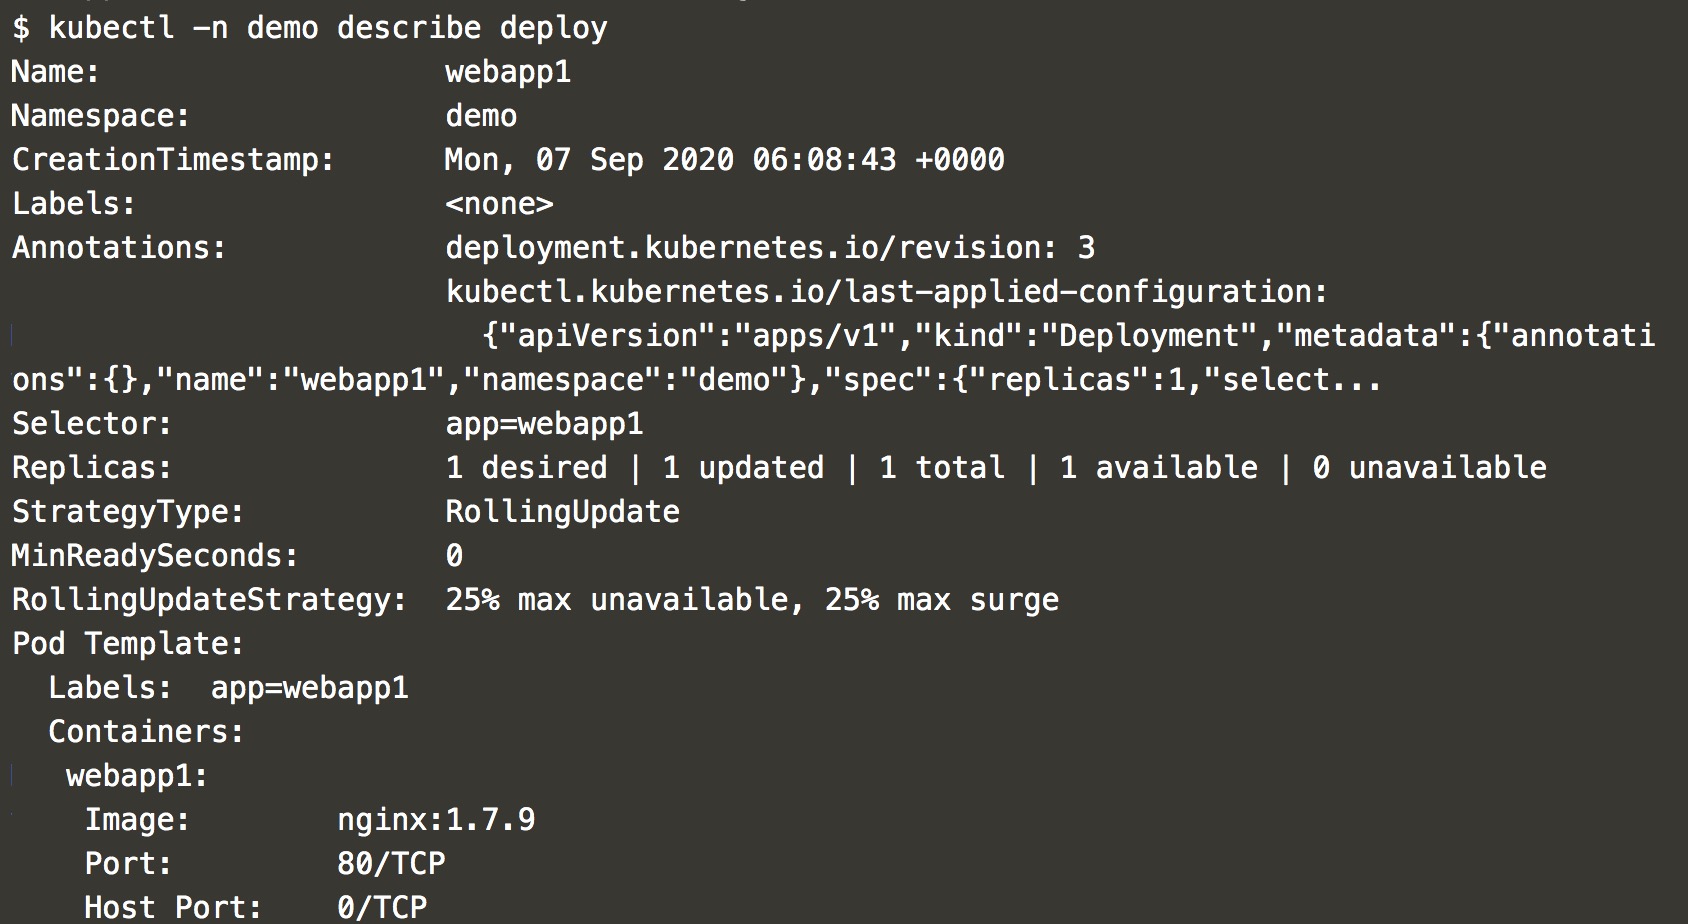 $ kubectl -n demo describe deploy
Name:                   webapp1
Namespace:              demo
CreationTimestamp:      Mon, 07 Sep 2020 06:08:43 +0000
Labels:                 <none>
Annotations:            deployment.kubernetes.io/revision: 3
                        kubectl.kubernetes.io/last-applied-configuration:
                          {"apiVersion":"apps/v1","kind":"Deployment","metadata":{"annotati
ons":{},"name":"webapp1","namespace":"demo"},"spec":{"replicas":1,"select...
Selector:               app=webapp1
Replicas:               1 desired | 1 updated | 1 total | 1 available | 0 unavailable
StrategyType:           RollingUpdate
MinReadySeconds:        0
RollingUpdateStrategy:  25% max unavailable, 25% max surge
Pod Template:
  Labels:  app=webapp1
  Containers:
   webapp1:
    Image:        nginx:1.7.9
    Port:         80/TCP
    Host Port:    0/TCP